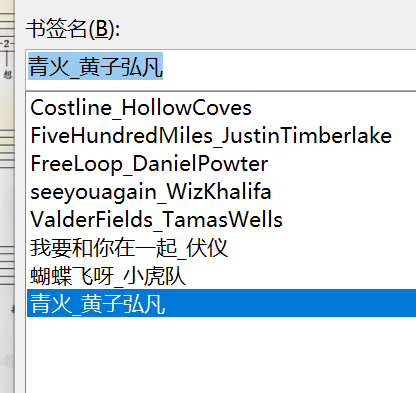 书签名(B):
青火_黄子弘凡
Costline_HollowCoves
FiveHundredMiles_JustinTimberlake
FreeLoop_DanielPowter
seeyouagain_WizKhalifa
ValderFields_TamasWells
我要和你在一起_伏仪
蝴蝶飞呀_小虎队
青火_黄子弘凡